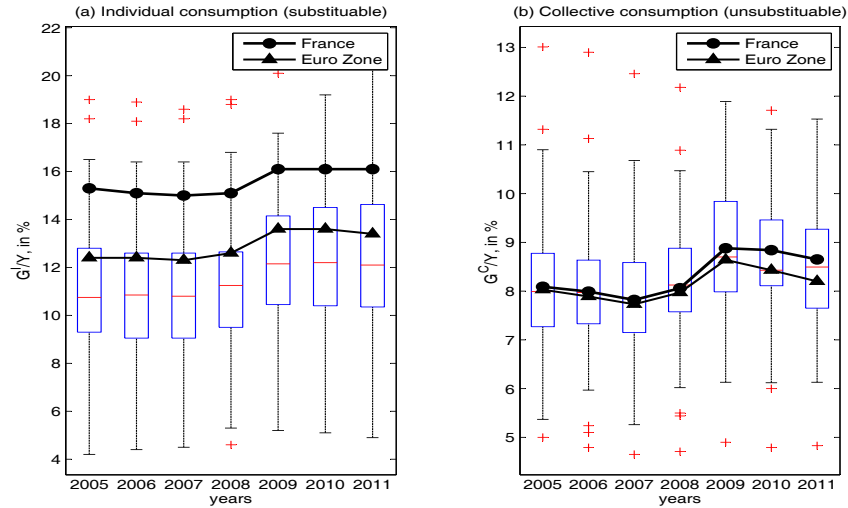 (a) Individual consumption (substituable)
France
Euro Zone
22
20
18
16
14
12
10
8
6
4
G^I/Y, in %
2005 2006 2007 2008 2009 2010 2011
years
(b) Collective consumption (unsubstituable)
France
Euro Zone
13
12
11
10
9
8
7
6
5
G^C/Y, in %
2005 2006 2007 2008 2009 2010 2011
years